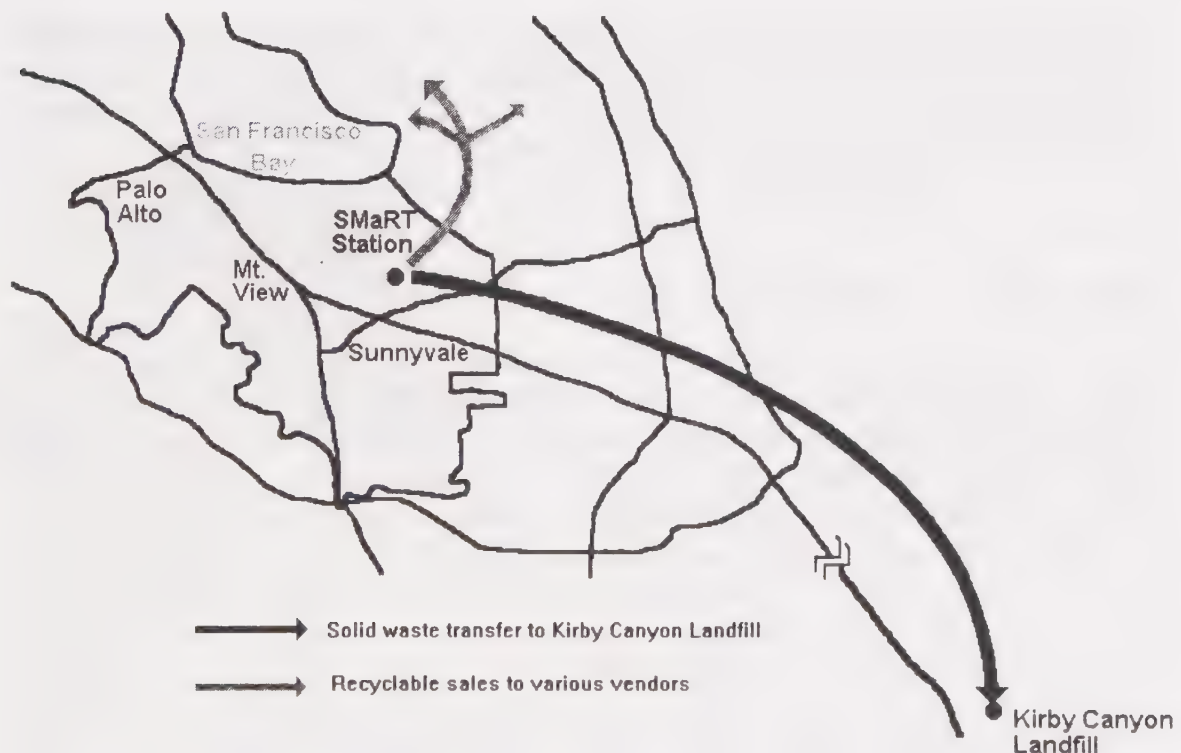 San Francisco
Bay
Palo
Alto
SMaRT
Station
Mt.
View
Sunnyvale
Solid waste transfer to Kirby Canyon Landfill
Recyclable sales to various vendors
Kirby Canyon
Landfill